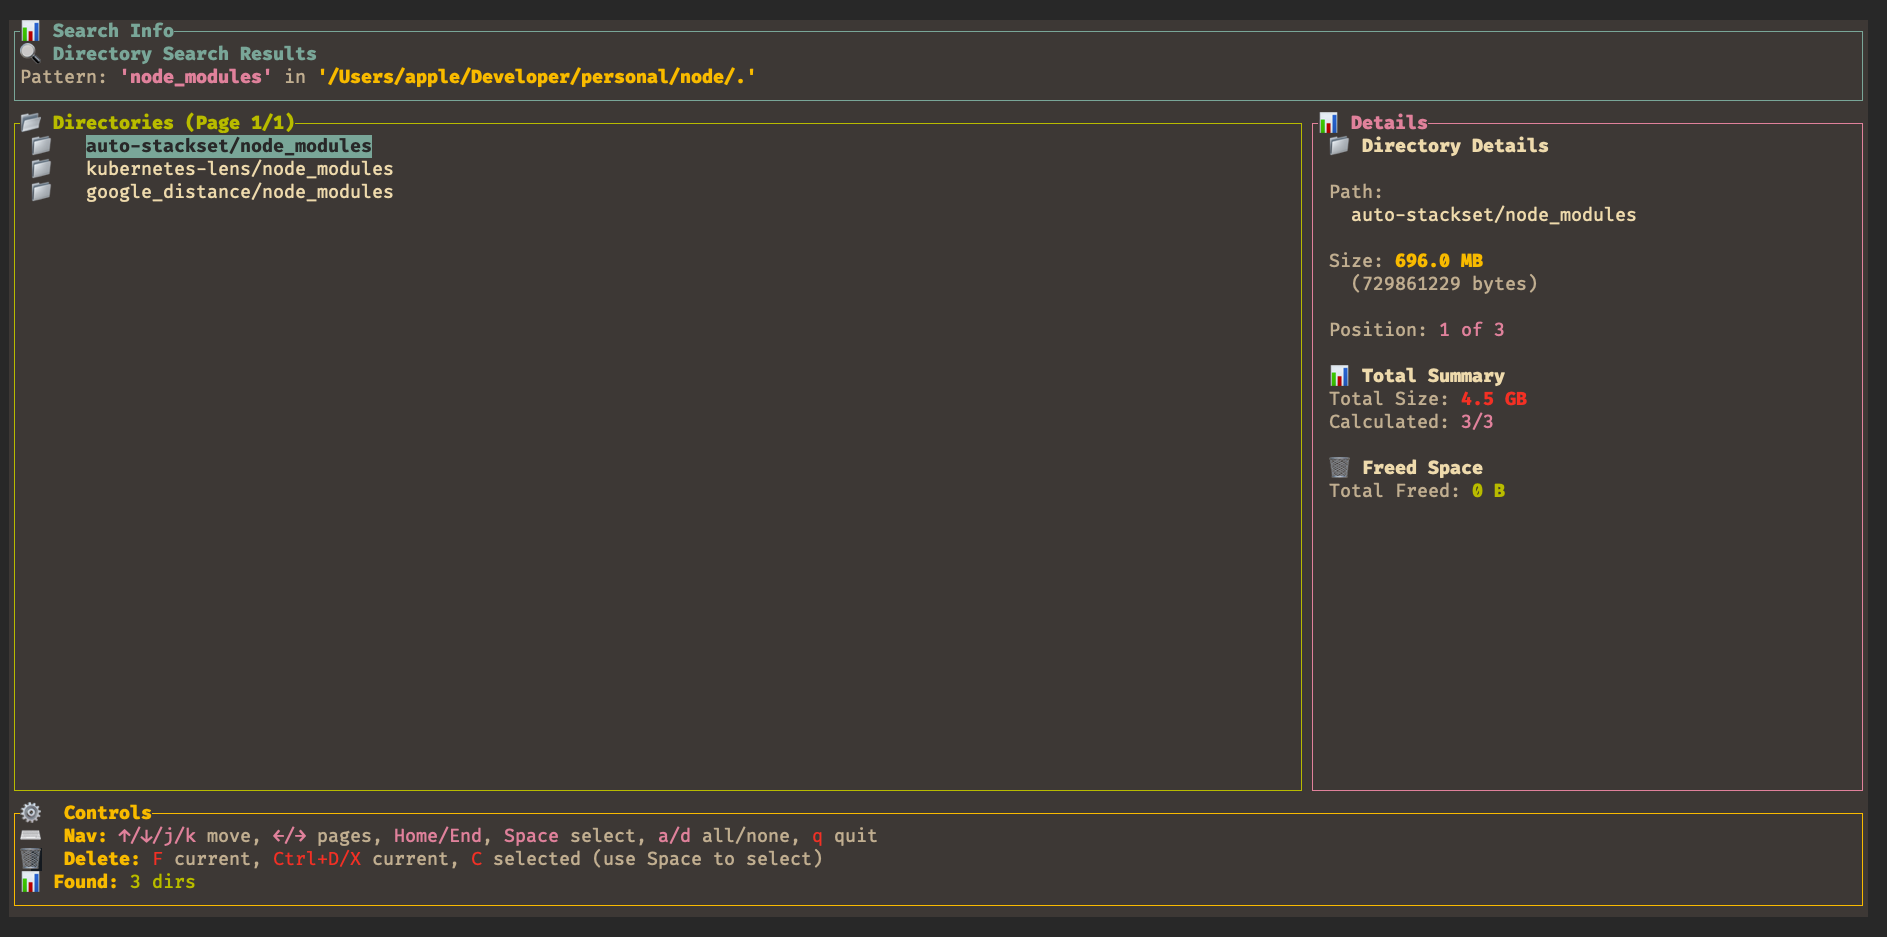 Search Info
Directory Search Results
Pattern: 'node_modules' in '/Users/apple/Developer/personal/node/.'
Directories (Page 1/1)
auto-stackset/node_modules
kubernetes-lens/node_modules
google_distance/node_modules
Details
Directory Details
Path:
auto-stackset/node_modules
Size: 696.0 MB
(729861229 bytes)
Position: 1 of 3
Total Summary
Total Size: 4.5 GB
Calculated: 3/3
Freed Space
Total Freed: 0 B
Controls
Nav: ↑/↓/j/k move, ←/→ pages, Home/End, Space select, a/d all/none, q quit
Delete: F current, Ctrl+D/X current, C selected (use Space to select)
Found: 3 dirs